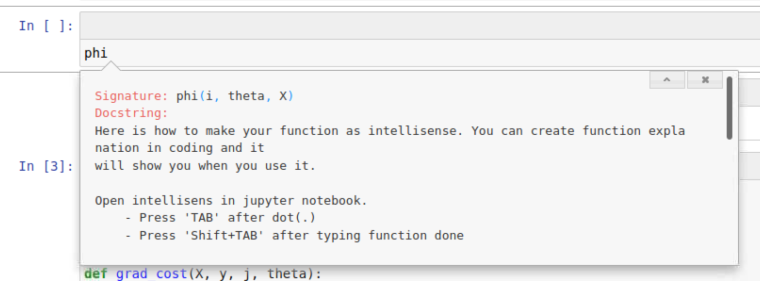 In [ ]:
phi
Signature: phi(i, theta, X)
Docstring:
Here is how to make your function as intellisense. You can create function expla
nation in coding and it
will show you when you use it.
Open intellisens in jupyter notebook.
- Press 'TAB' after dot(.)
- Press 'Shift+TAB' after typing function done
In [3]:
def grad_cost(X, y, j, theta):